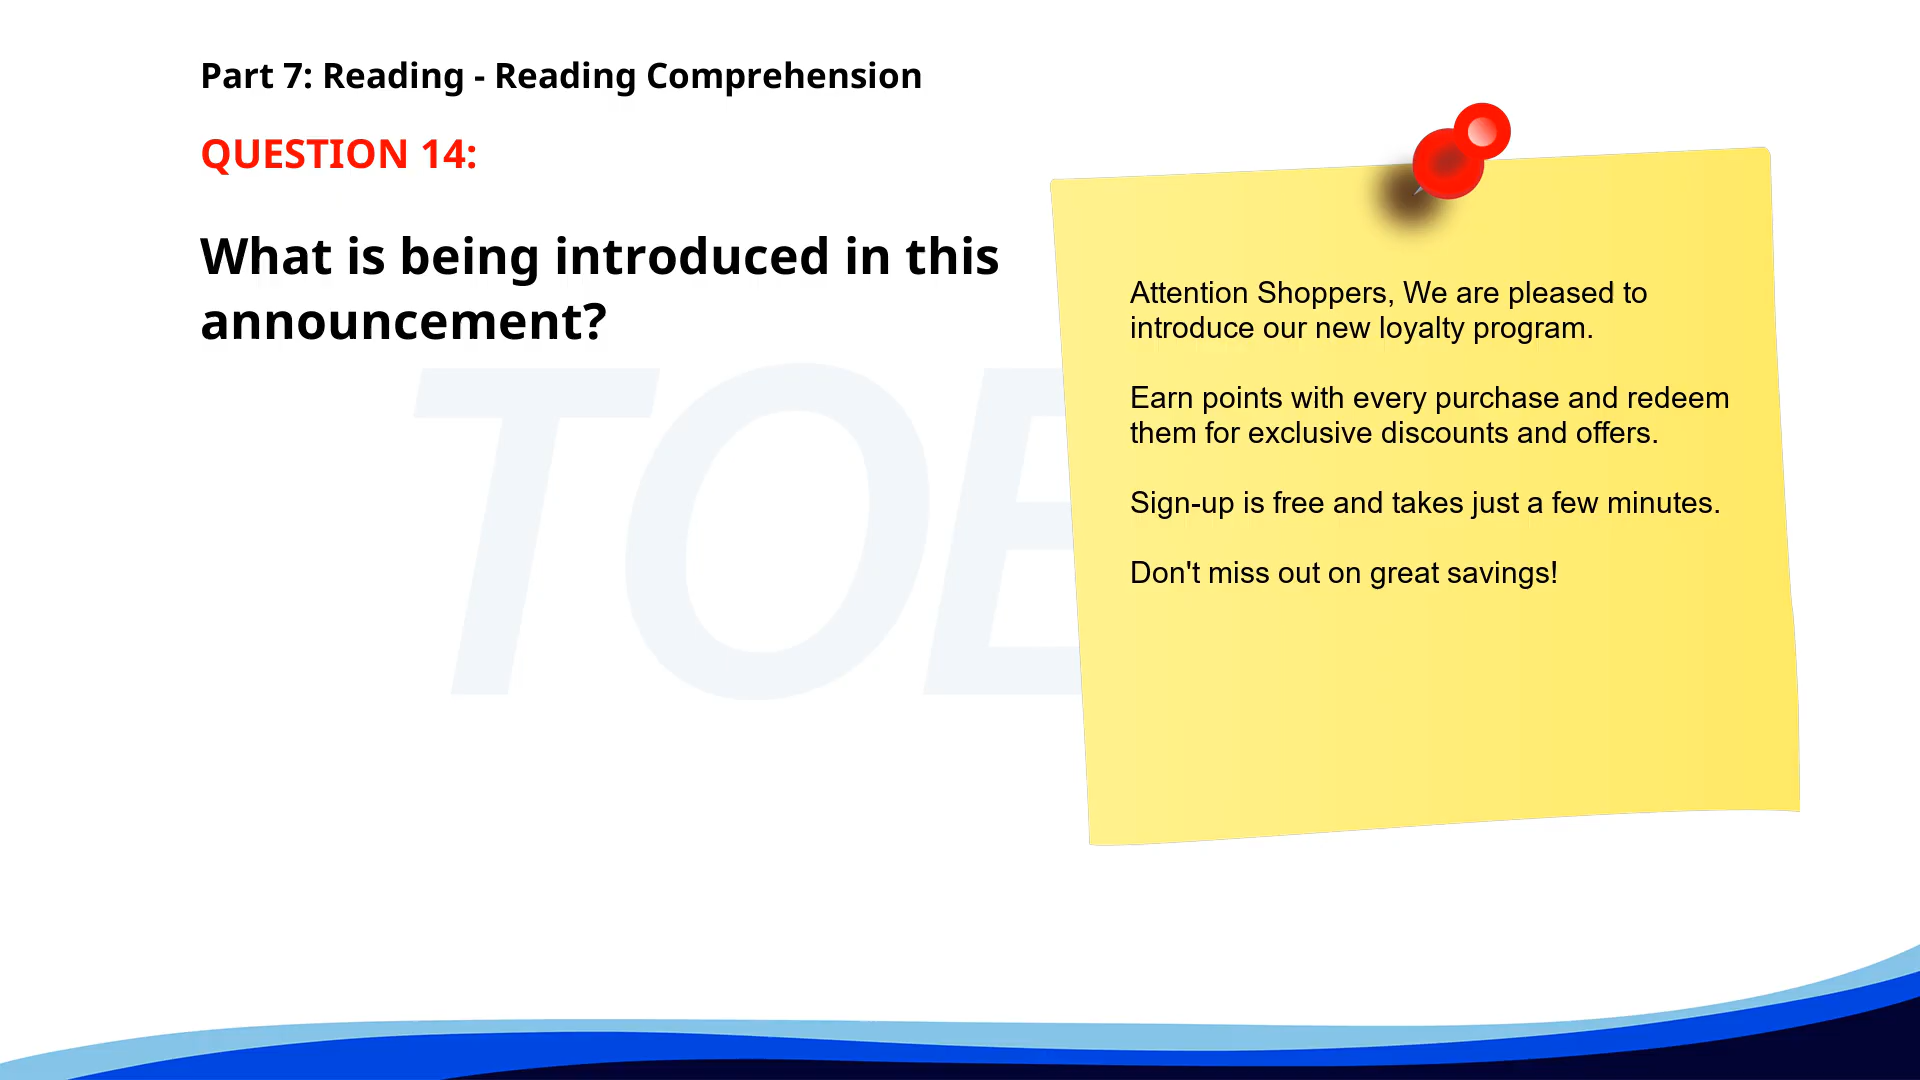 Part 7: Reading - Reading Comprehension
QUESTION 14:
What is being introduced in this
announcement?
Attention Shoppers, We are pleased to
introduce our new loyalty program.
Earn points with every purchase and redeem
them for exclusive discounts and offers.
Sign-up is free and takes just a few minutes.
Don't miss out on great savings!
TOE